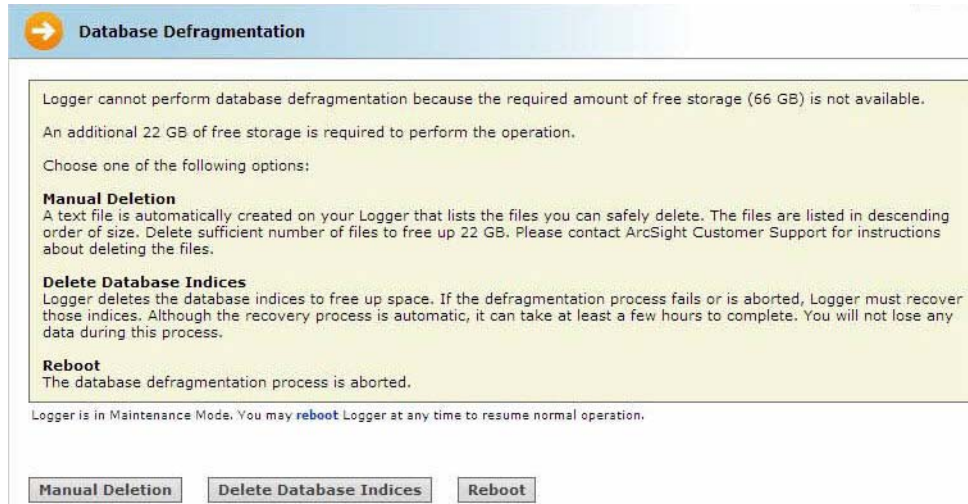 Database Defragmentation
Logger cannot perform database defragmentation because the required amount of free storage (66 GB) is not available.
An additional 22 GB of free storage is required to perform the operation.
Choose one of the following options:
Manual Deletion
A text file is automatically created on your Logger that lists the files you can safely delete. The files are listed in descending
order of size. Delete sufficient number of files to free up 22 GB. Please contact ArcSight Customer Support for instructions
about deleting the files.
Delete Database Indices
Logger deletes the database indices to free up space. If the defragmentation process fails or is aborted, Logger must recover
those indices. Although the recovery process is automatic, it can take at least a few hours to complete. You will not lose any
data during this process.
Reboot
The database defragmentation process is aborted.
Logger is in Maintenance Mode. You may reboot Logger at any time to resume normal operation.
Manual Deletion Delete Database Indices Reboot